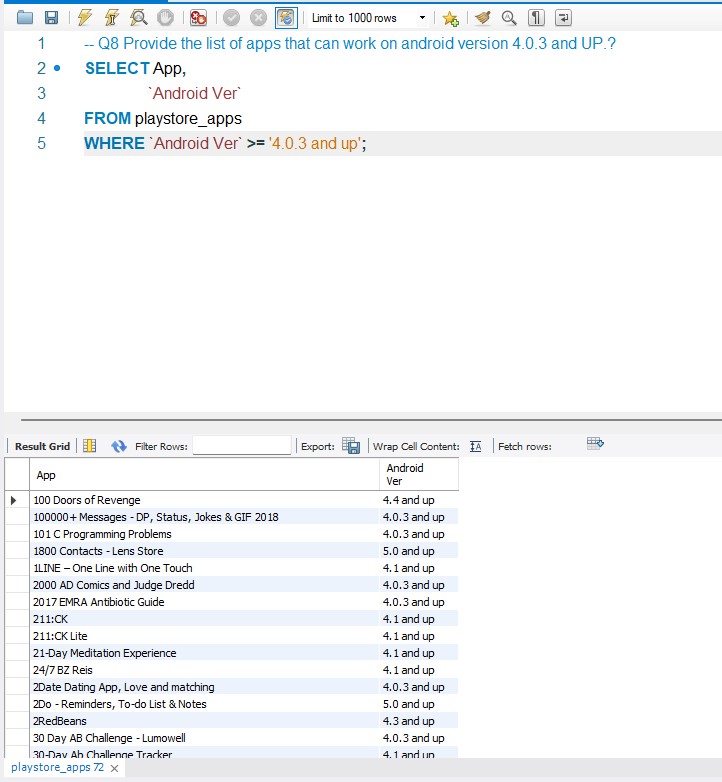 Limit to 1000 rows
1 -- Q8 Provide the list of apps that can work on android version 4.0.3 and UP.?
2 SELECT App,
3 `Android Ver`
4 FROM playstore_apps
5 WHERE `Android Ver` >= '4.0.3 and up';
Result Grid Filter Rows: Export: Wrap Cell Content: IA Fetch rows:
App Android Ver
100 Doors of Revenge 4.4 and up
100000+ Messages - DP, Status, Jokes & GIF 2018 4.0.3 and up
101 C Programming Problems 4.0.3 and up
1800 Contacts - Lens Store 5.0 and up
1LINE – One Line with One Touch 4.1 and up
2000 AD Comics and Judge Dredd 4.0.3 and up
2017 EMRA Antibiotic Guide 4.0.3 and up
211:CK 4.1 and up
211:CK Lite 4.1 and up
21-Day Meditation Experience 4.1 and up
24/7 BZ Reis 4.1 and up
2Date Dating App, Love and matching 4.0.3 and up
2Do - Reminders, To-do List & Notes 5.0 and up
2RedBeans 4.3 and up
30 Day AB Challenge - Lumowell 4.0.3 and up
30-Day Ab Challenge Tracker 4.1 and up
playstore_apps 72